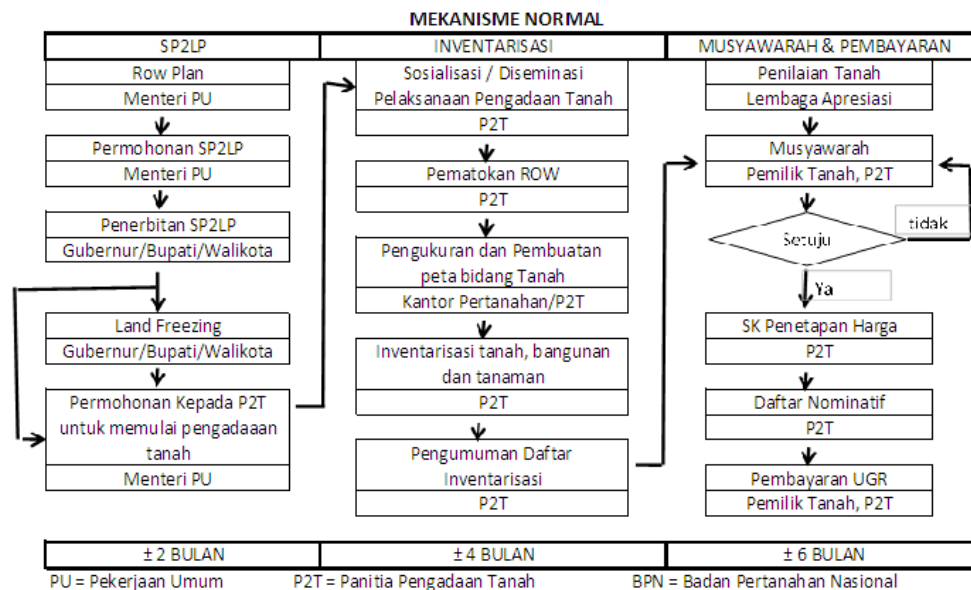 MEKANISME NORMAL
SP2LP
Row Plan
Menteri PU
Permohonan SP2LP
Menteri PU
Penerbitan SP2LP
Gubernur/Bupati/Walikota
Land Freezing
Gubernur/Bupati/Walikota
Permohonan Kepada P2T
untuk memulai pengadaaan
tanah
Menteri PU
± 2 BULAN
INVENTARISASI
Sosialisasi / Diseminasi
Pelaksanaan Pengadaan Tanah
P2T
Pematokan ROW
P2T
Pengukuran dan Pembuatan
peta bidang Tanah
Kantor Pertanahan/P2T
Inventarisasi tanah, bangunan
dan tanaman
P2T
Pengumuman Daftar
Inventarisasi
P2T
± 4 BULAN
MUSYAWARAH & PEMBAYARAN
Penilaian Tanah
Lembaga Apresiasi
Musyawarah
Pemilik Tanah, P2T
Setuju
tidak
Ya
SK Penetapan Harga
P2T
Daftar Nominatif
P2T
Pembayaran UGR
Pemilik Tanah, P2T
± 6 BULAN
PU = Pekerjaan Umum
P2T = Panitia Pengadaan Tanah
BPN = Badan Pertanahan Nasional